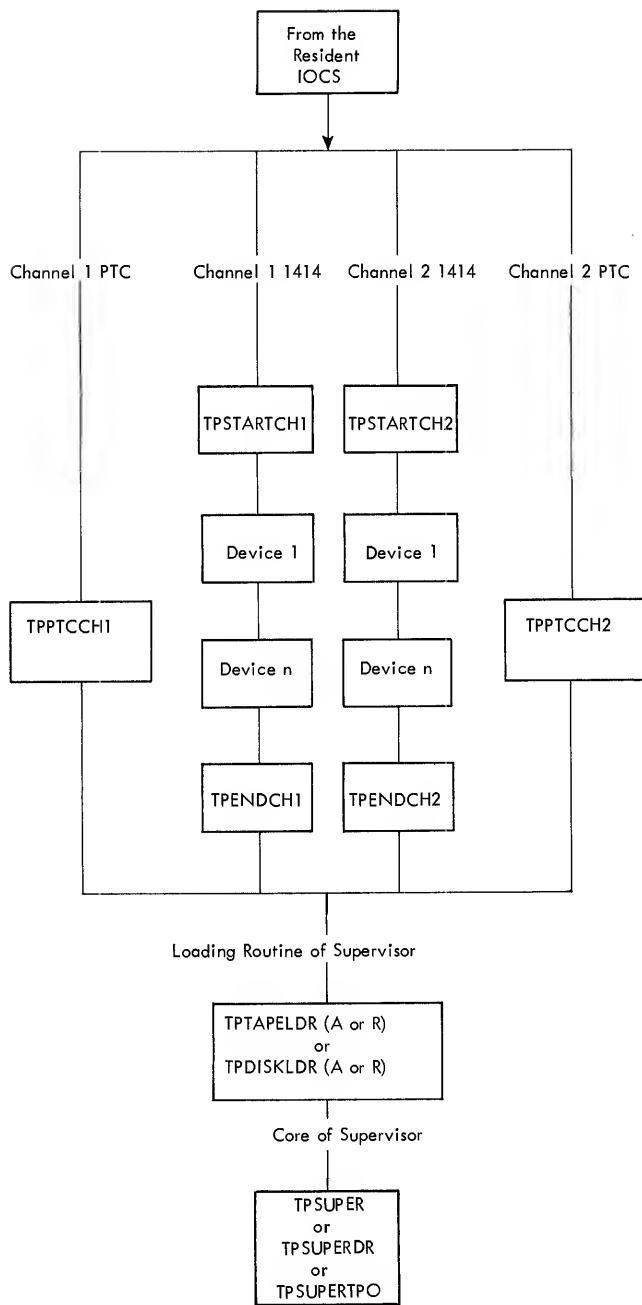 From the
Resident
IOCS
Channel 1 PTC
Channel 1 1414
Channel 2 1414
Channel 2 PTC
TPSTARTCH1
TPSTARTCH2
Device 1
Device 1
TPPTCCH1
Device n
Device n
TPPTCCH2
TPENDCH1
TPENDCH2
Loading Routine of Supervisor
TPTAPELDR (A or R)
or
TPDISKLDR (A or R)
Core of Supervisor
TPSUPER
or
TPSUPERDR
or
TPSUPERTPO